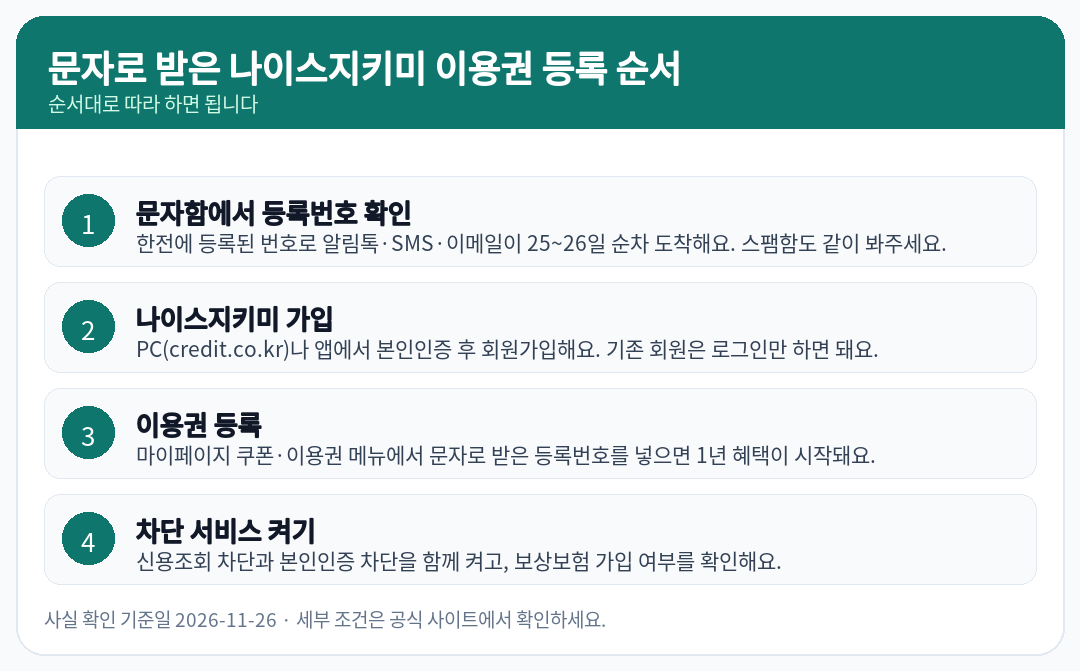 문자로 받은 나이스지키미 이용권 등록 순서
순서대로 따라 하면 됩니다
1
문자함에서 등록번호 확인
한전에 등록된 번호로 알림톡·SMS·이메일이 25~26일 순차 도착해요. 스팸함도 같이 봐주세요.
2
나이스지키미 가입
PC(credit.co.kr)나 앱에서 본인인증 후 회원가입해요. 기존 회원은 로그인만 하면 돼요.
3
이용권 등록
마이페이지 쿠폰·이용권 메뉴에서 문자로 받은 등록번호를 넣으면 1년 혜택이 시작돼요.
4
차단 서비스 켜기
신용조회 차단과 본인인증 차단을 함께 켜고, 보상보험 가입 여부를 확인해요.
사실 확인 기준일 2026-11-26 · 세부 조건은 공식 사이트에서 확인하세요.